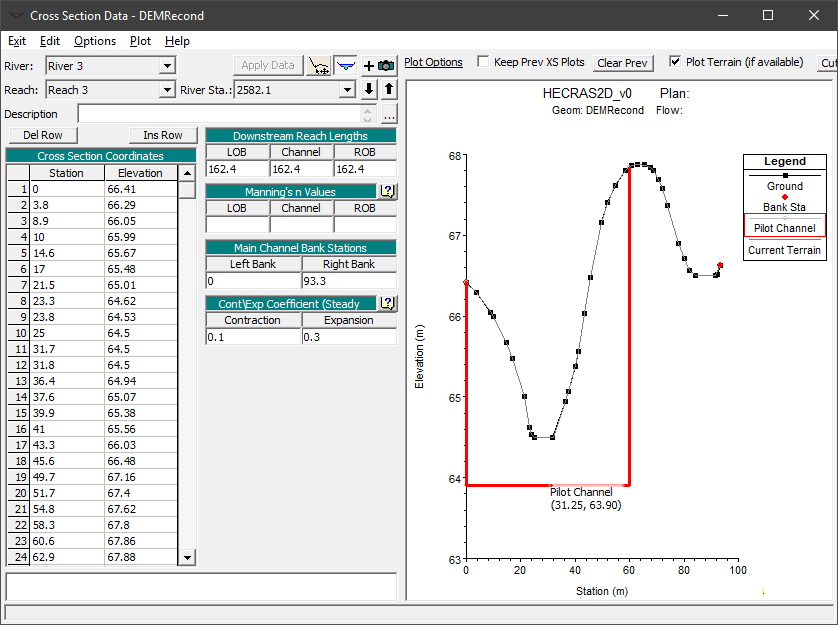 Cross Section Data - DEMRecond
Exit Edit Options Plot Help
River: River 3 Apply Data Plot Options Keep Prev XS Plots Clear Prev Plot Terrain (if available) Cut
Reach: Reach 3 River Sta.: 2582.1
Description ...
Del Row Ins Row
Cross Section Coordinates
Station Elevation
1 0 66.41
2 3.8 66.29
3 8.9 66.05
4 10 65.99
5 14.6 65.67
6 17 65.48
7 21.5 65.01
8 23.3 64.62
9 23.8 64.53
10 25 64.5
11 31.7 64.5
12 31.8 64.5
13 36.4 64.94
14 37.6 65.07
15 39.9 65.38
16 41 65.56
17 43.3 66.03
18 45.6 66.48
19 49.7 67.16
20 51.7 67.4
21 54.8 67.62
22 58.3 67.8
23 60.6 67.86
24 62.9 67.88
Downstream Reach Lengths
LOB Channel ROB
162.4 162.4 162.4
Manning's n Values ?
LOB Channel ROB
Main Channel Bank Stations
Left Bank Right Bank
0 93.3
Cont\Exp Coefficient (Steady ?
Contraction Expansion
0.1 0.3
HECRAS2D_v0 Plan:
Geom: DEMRecond Flow:
68
67
66
65
64
63
Elevation (m)
Pilot Channel
(31.25, 63.90)
0 20 40 60 80 100
Station (m)
Legend
Ground
Bank Sta
Pilot Channel
Current Terrain